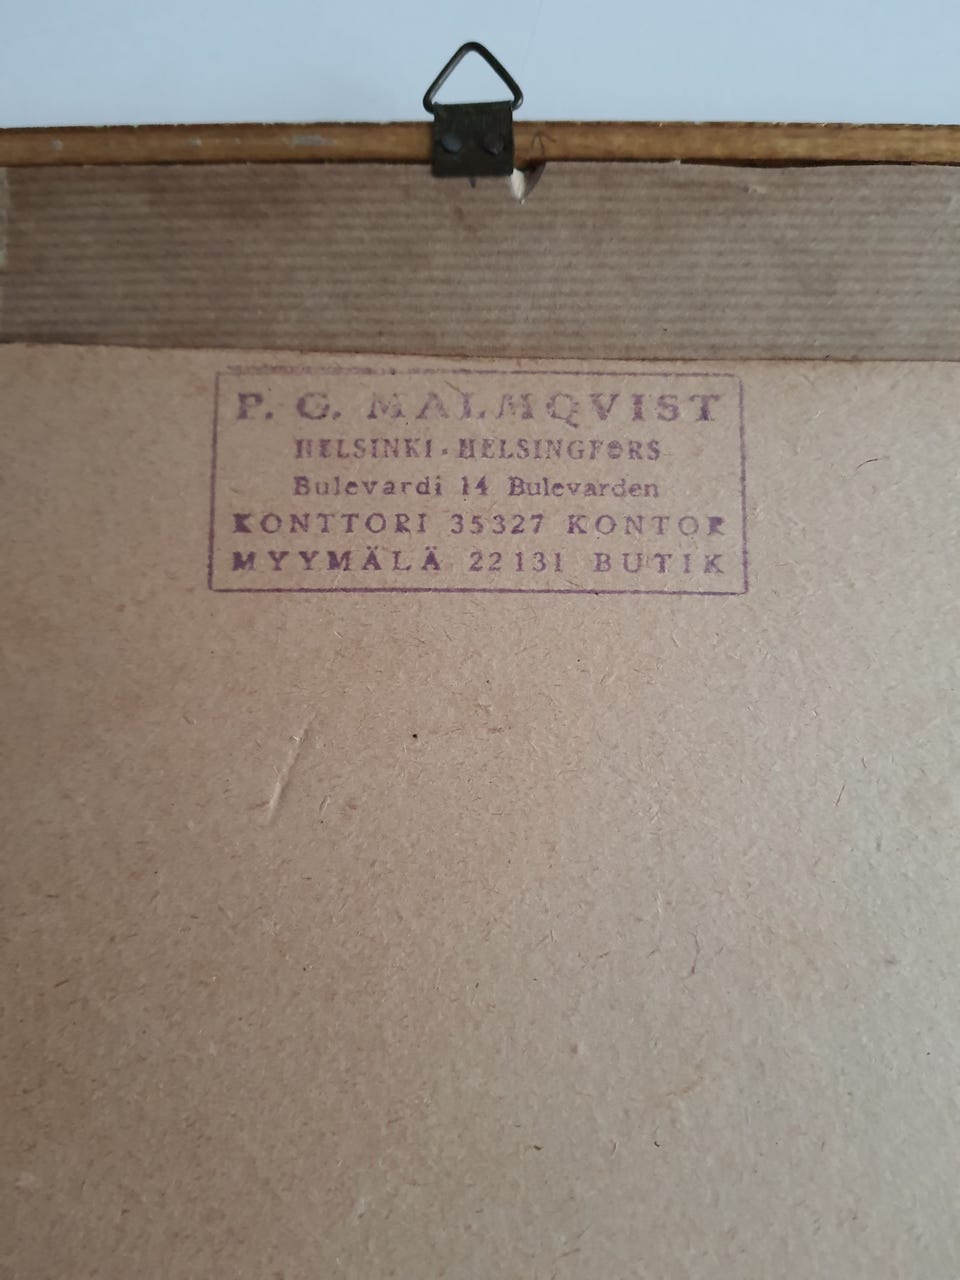 P. G. MALMQVIST
HELSINKI - HELSINGFORS
Bulevardi 14 Bulevarden
KONTTORI 35327 KONTOR
MYYMÄLÄ 22131 BUTIK